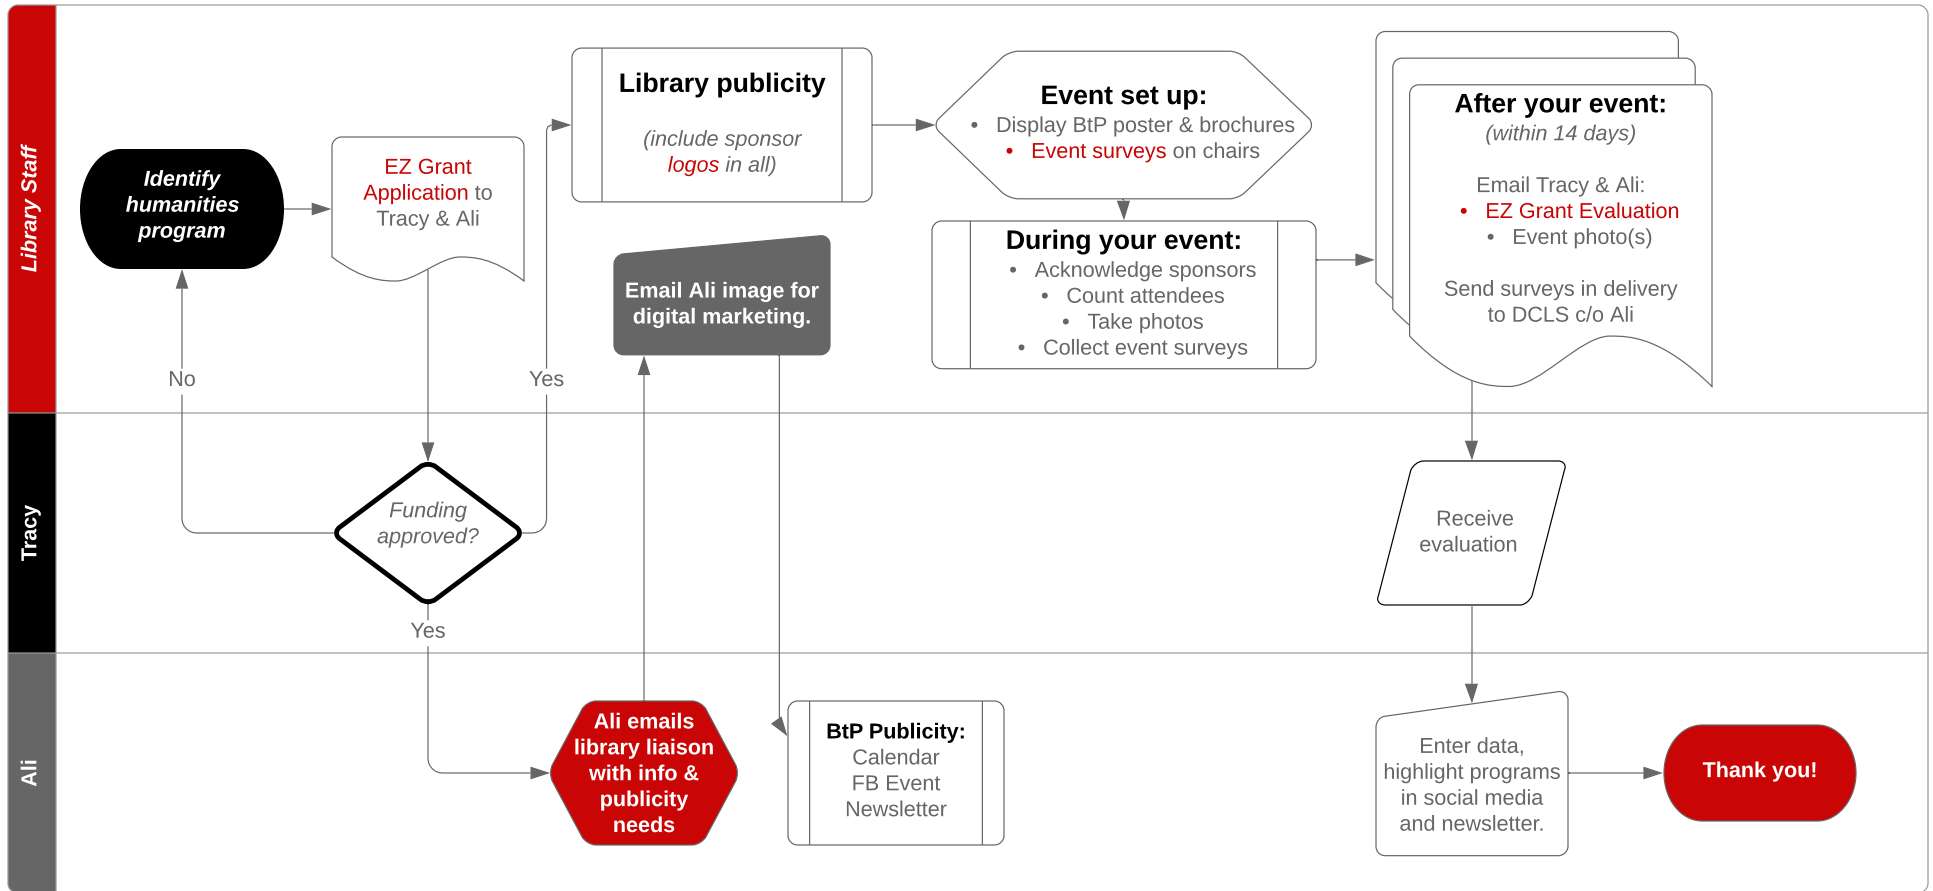 Library Staff
Identify
humanities
program
EZ Grant
Application to
Tracy & Ali
Library publicity
(include sponsor
logos in all)
Event set up:
• Display BtP poster & brochures
• Event surveys on chairs
After your event:
(within 14 days)
Email Tracy & Ali:
• EZ Grant Evaluation
• Event photo(s)
Send surveys in delivery
to DCLS c/o Ali
During your event:
• Acknowledge sponsors
• Count attendees
• Take photos
• Collect event surveys
Email Ali image for
digital marketing.
No
Yes
Tracy
Funding
approved?
Yes
Receive
evaluation
Ali
Ali emails
library liaison
with info &
publicity
needs
BtP Publicity:
Calendar
FB Event
Newsletter
Enter data,
highlight programs
in social media
and newsletter.
Thank you!